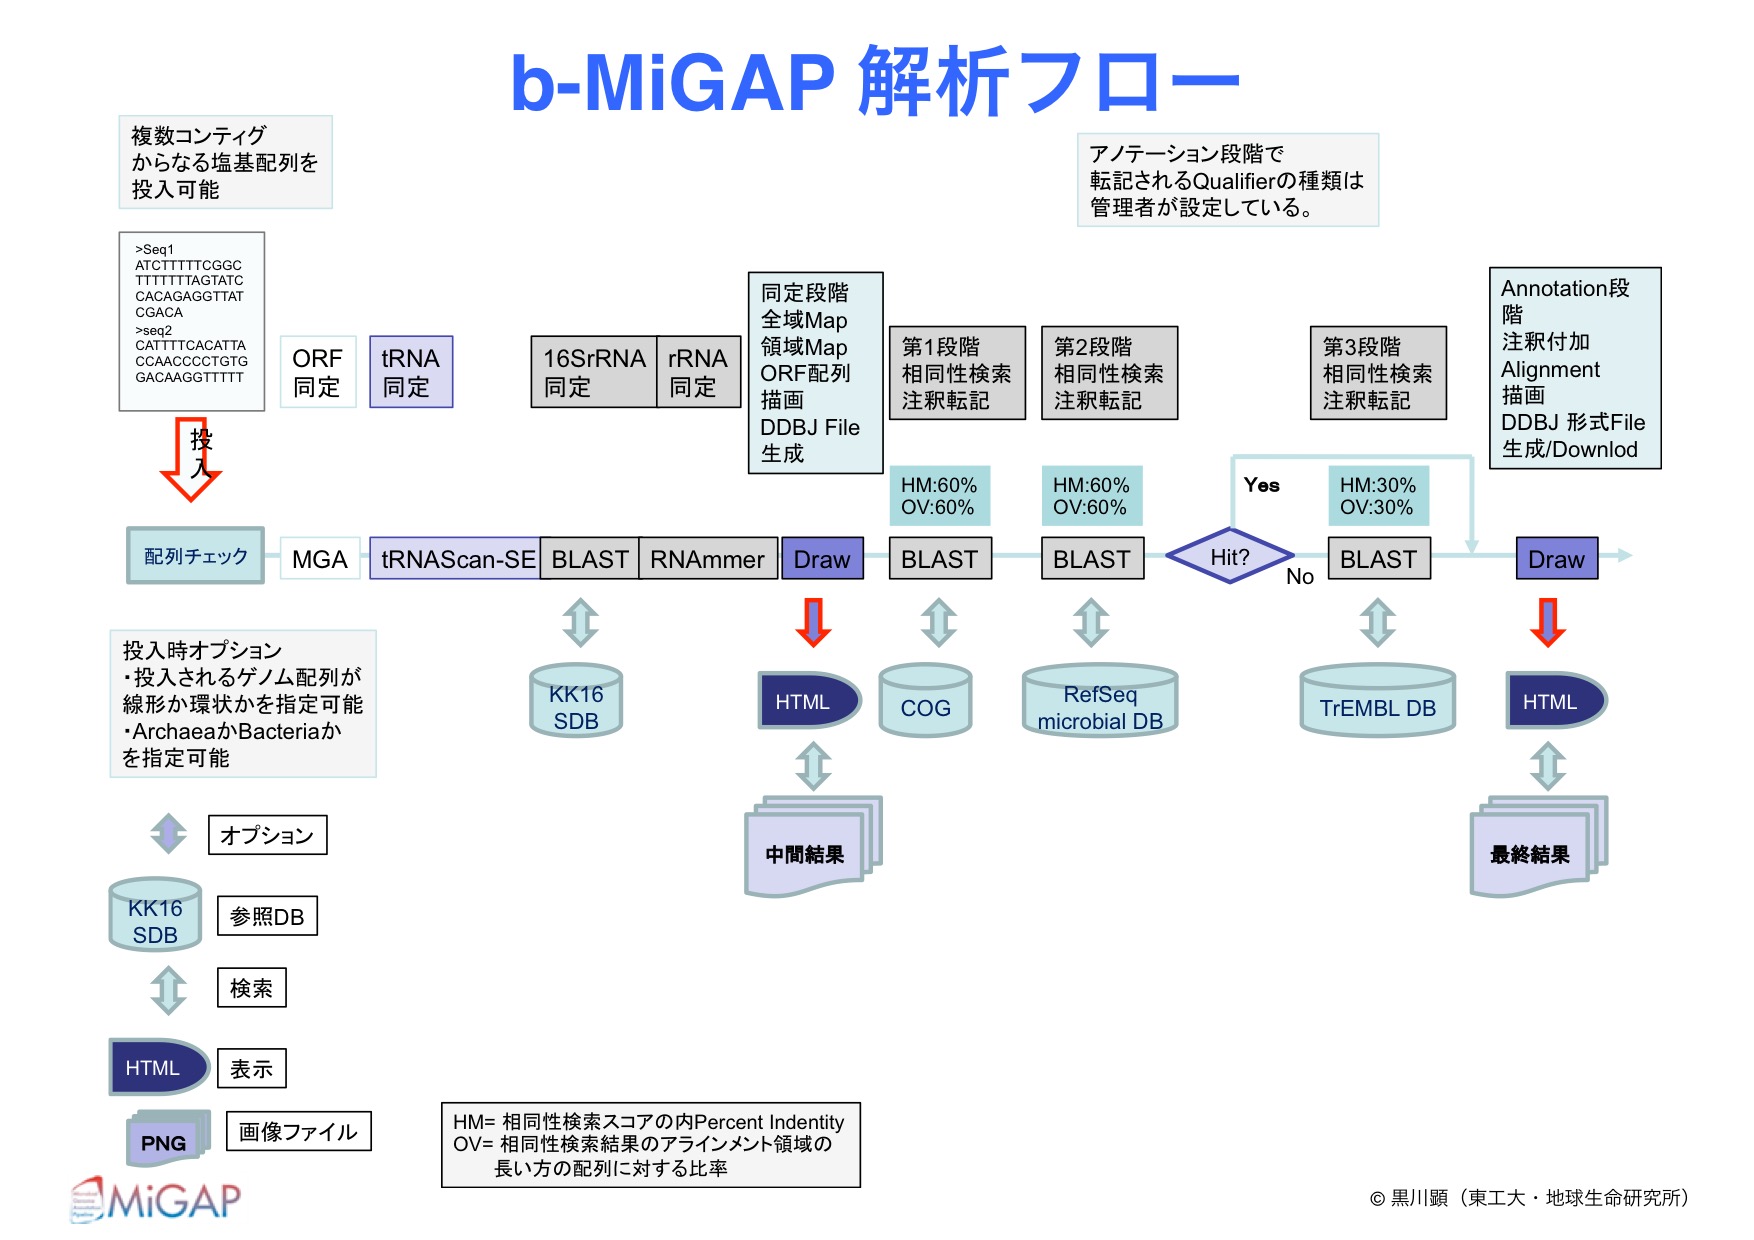 b-MiGAP 解析フロー
複数コンティグ
からなる塩基配列を
投入可能
アノテーション段階で
転記されるQualifierの種類は
管理者が設定している。
>Seq1
ATCTTTTTCGGC
TTTTTTTAGTATC
CACAGAGGTTAT
CGACA
>seq2
CATTTTCACATTA
CCAACCCCTGTG
GACAAGGTTTTT
ORF
同定
tRNA
同定
16SrRNA
同定
rRNA
同定
同定段階
全域Map
領域Map
ORF配列
描画
DDBJ File
生成
第1段階
相同性検索
注釈転記
第2段階
相同性検索
注釈転記
第3段階
相同性検索
注釈転記
Annotation段
階
注釈付加
Alignment
描画
DDBJ 形式File
生成/Downlod
投
入
HM:60%
OV:60%
HM:60%
OV:60%
Yes
HM:30%
OV:30%
配列チェック
MGA
tRNAScan-SE
BLAST
RNAmmer
Draw
BLAST
BLAST
Hit?
No
BLAST
Draw
投入時オプション
・投入されるゲノム配列が
線形か環状かを指定可能
・ArchaeaかBacteriaか
を指定可能
KK16
SDB
HTML
COG
RefSeq
microbial DB
TrEMBL DB
HTML
中間結果
最終結果
オプション
KK16
SDB
参照DB
検索
HTML
表示
PNG
画像ファイル
HM= 相同性検索スコアの内Percent Indentity
OV= 相同性検索結果のアラインメント領域の
長い方の配列に対する比率
MiGAP
© 黒川顕（東工大・地球生命研究所）